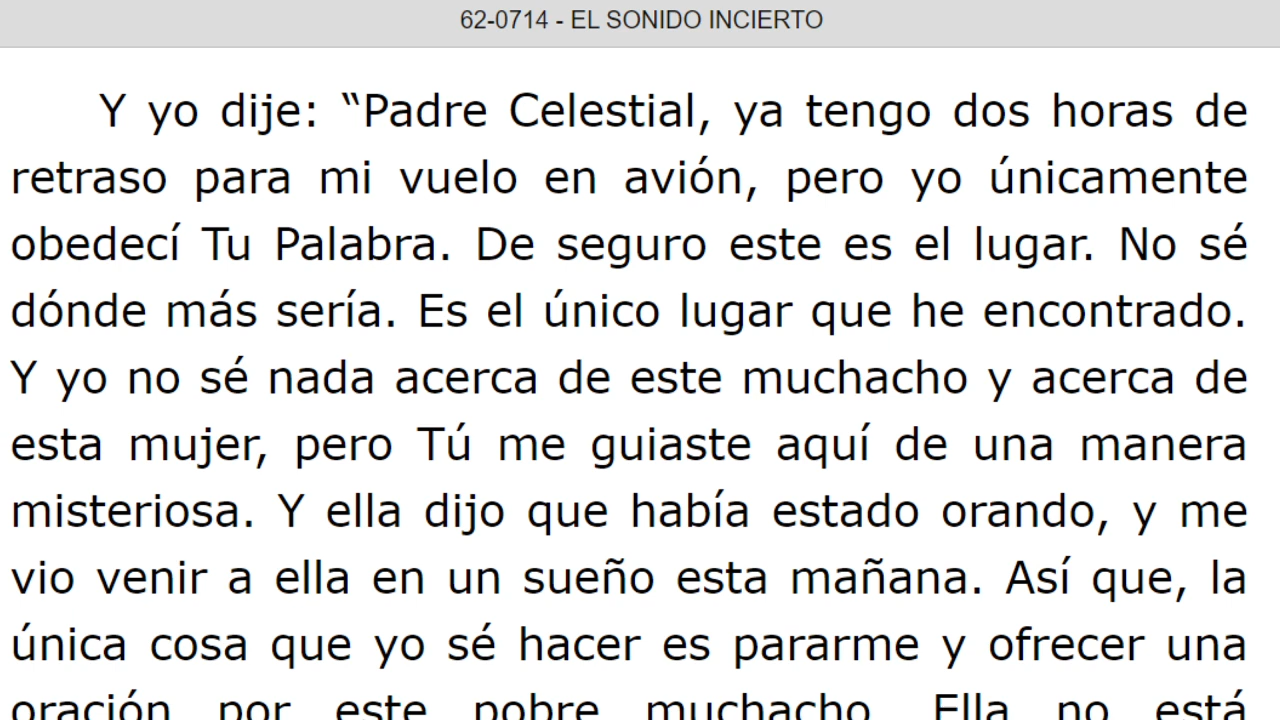 62-0714 - EL SONIDO INCIERTO
Y yo dije: “Padre Celestial, ya tengo dos horas de
retraso para mi vuelo en avión, pero yo únicamente
obedecí Tu Palabra. De seguro este es el lugar. No sé
dónde más sería. Es el único lugar que he encontrado.
Y yo no sé nada acerca de este muchacho y acerca de
esta mujer, pero Tú me guiaste aquí de una manera
misteriosa. Y ella dijo que había estado orando, y me
vio venir a ella en un sueño esta mañana. Así que, la
única cosa que yo sé hacer es pararme y ofrecer una
oración por este pobre muchacho. Ella no está